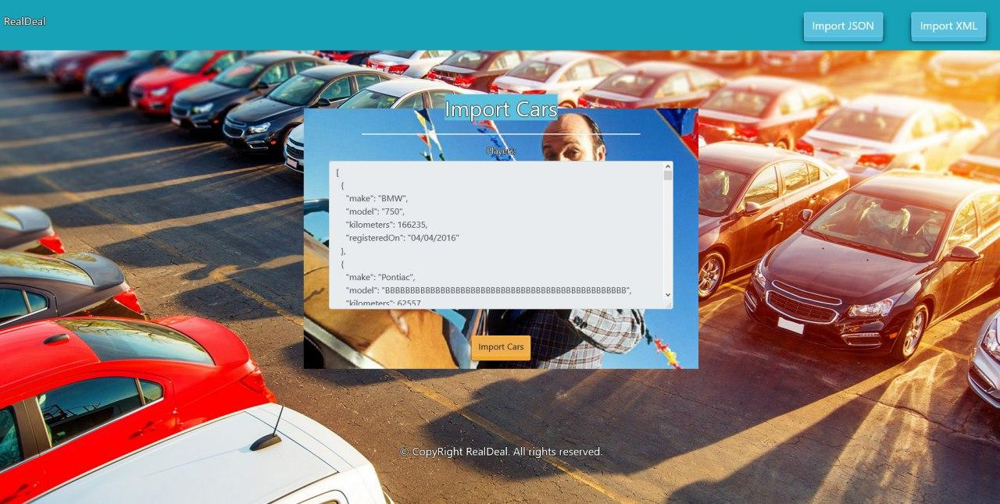 RealDeal
Import JSON
Import XML
Import Cars
Players:
[
{
"make": "BMW",
"model": "750",
"kilometers": 166235,
"registeredOn": "04/04/2016"
},
{
"make": "Pontiac",
"model": "BBBBBBBBBBBBBBBBBBBBBBBBBBBBBBBBBBBBBBBBBBBBBBBBBB",
"kilometers": 62557
Import Cars
© CopyRight RealDeal. All rights reserved.